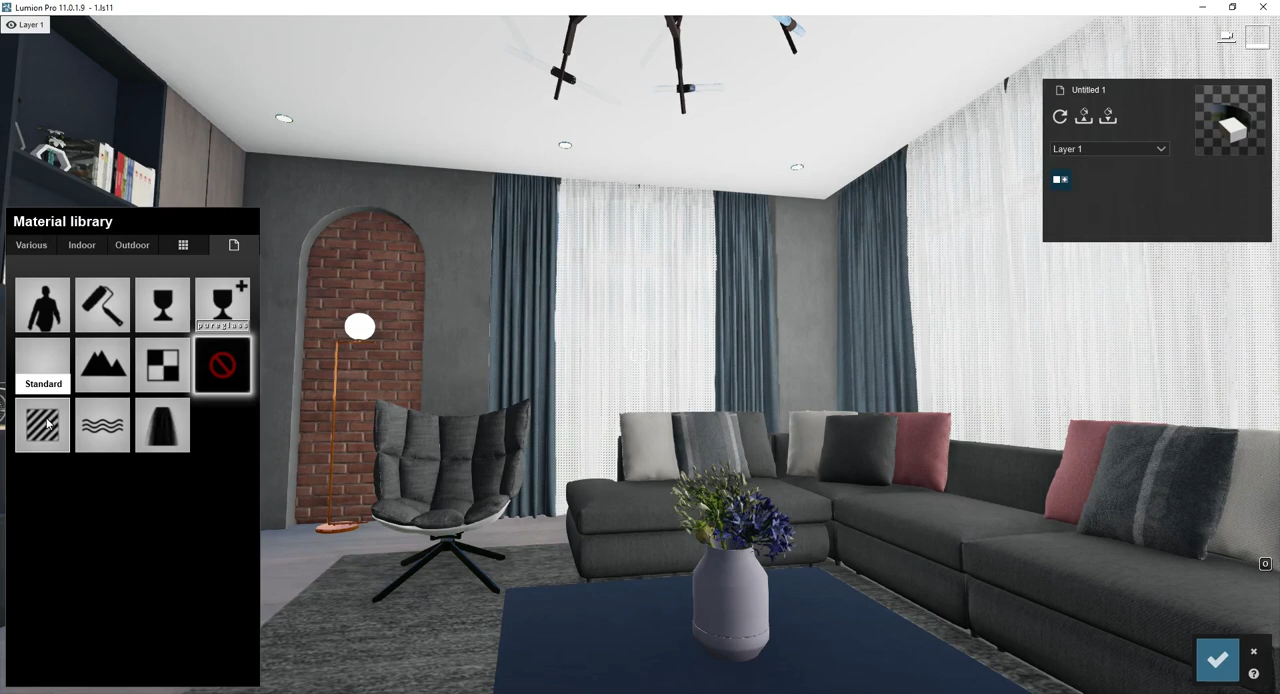 Lumion Pro 11.0.1.9 - 1.ls11
Layer 1
Untitled 1
Layer 1
Material library
Various Indoor Outdoor
pureglass
Standard